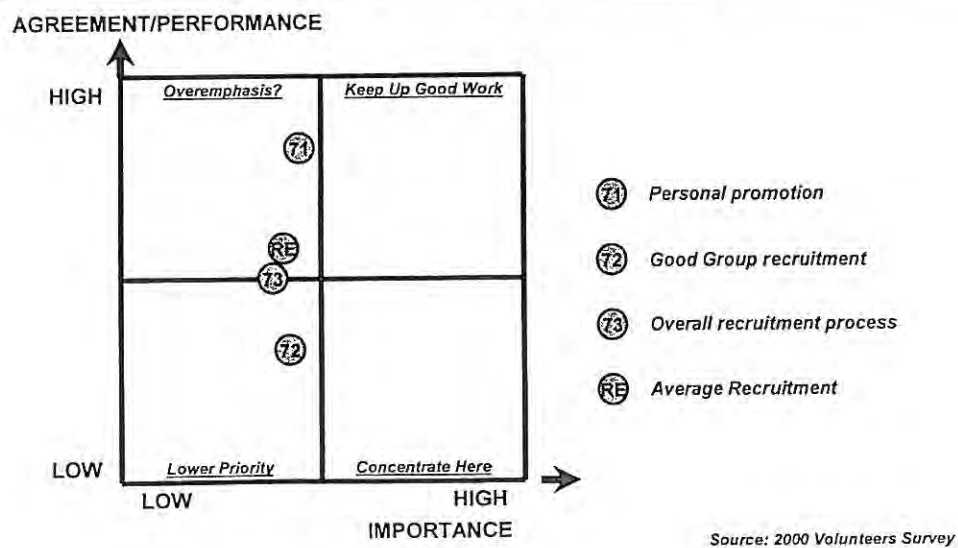 AGREEMENT/PERFORMANCE
HIGH
Overemphasis?
Keep Up Good Work
71
RE
73
72
LOW
Lower Priority
Concentrate Here
LOW
HIGH
IMPORTANCE
71 Personal promotion
72 Good Group recruitment
73 Overall recruitment process
RE Average Recruitment
Source: 2000 Volunteers Survey